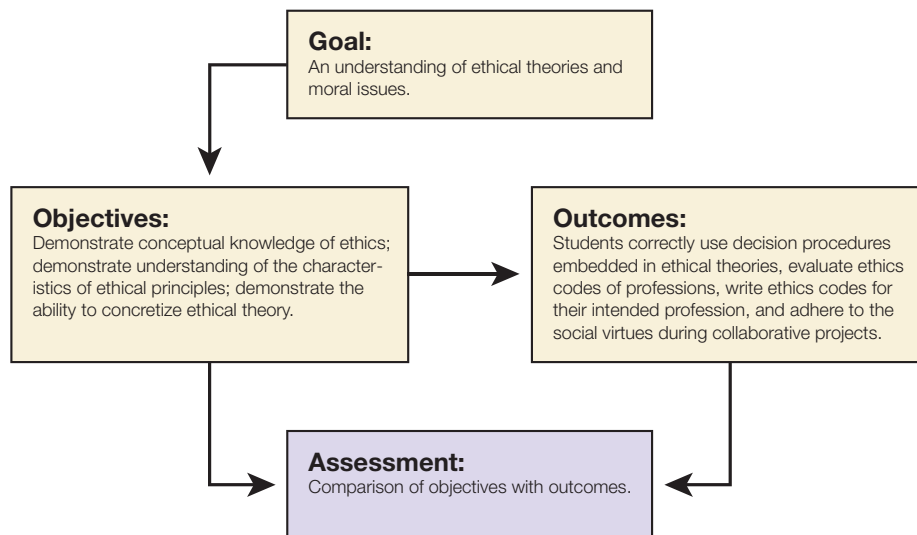 Goal:
An understanding of ethical theories and
moral issues.
Objectives:
Demonstrate conceptual knowledge of ethics;
demonstrate understanding of the character-
istics of ethical principles; demonstrate the
ability to concretize ethical theory.
Outcomes:
Students correctly use decision procedures
embedded in ethical theories, evaluate ethics
codes of professions, write ethics codes for
their intended profession, and adhere to the
social virtues during collaborative projects.
Assessment:
Comparison of objectives with outcomes.